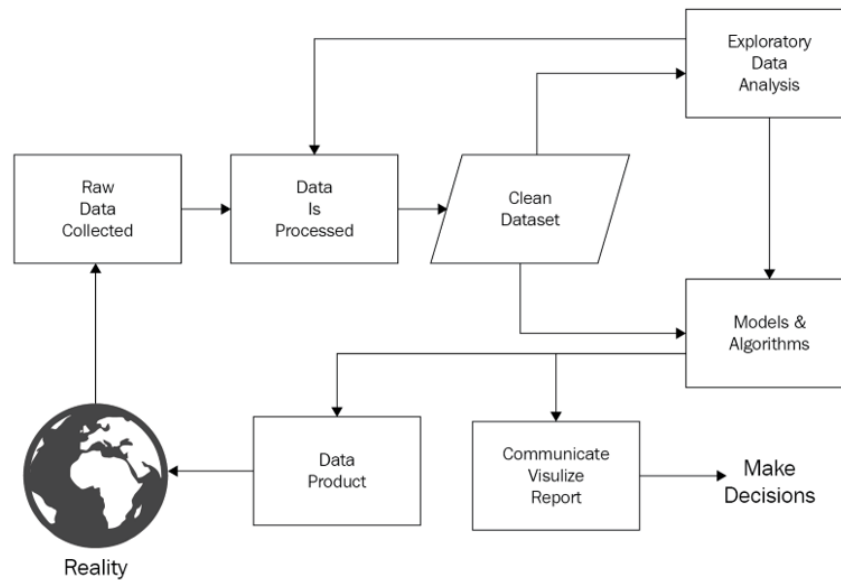 Exploratory
Data
Analysis
Raw
Data
Collected
Data
Is
Processed
Clean
Dataset
Models &
Algorithms
Data
Product
Communicate
Visulize
Report
Make
Decisions
Reality